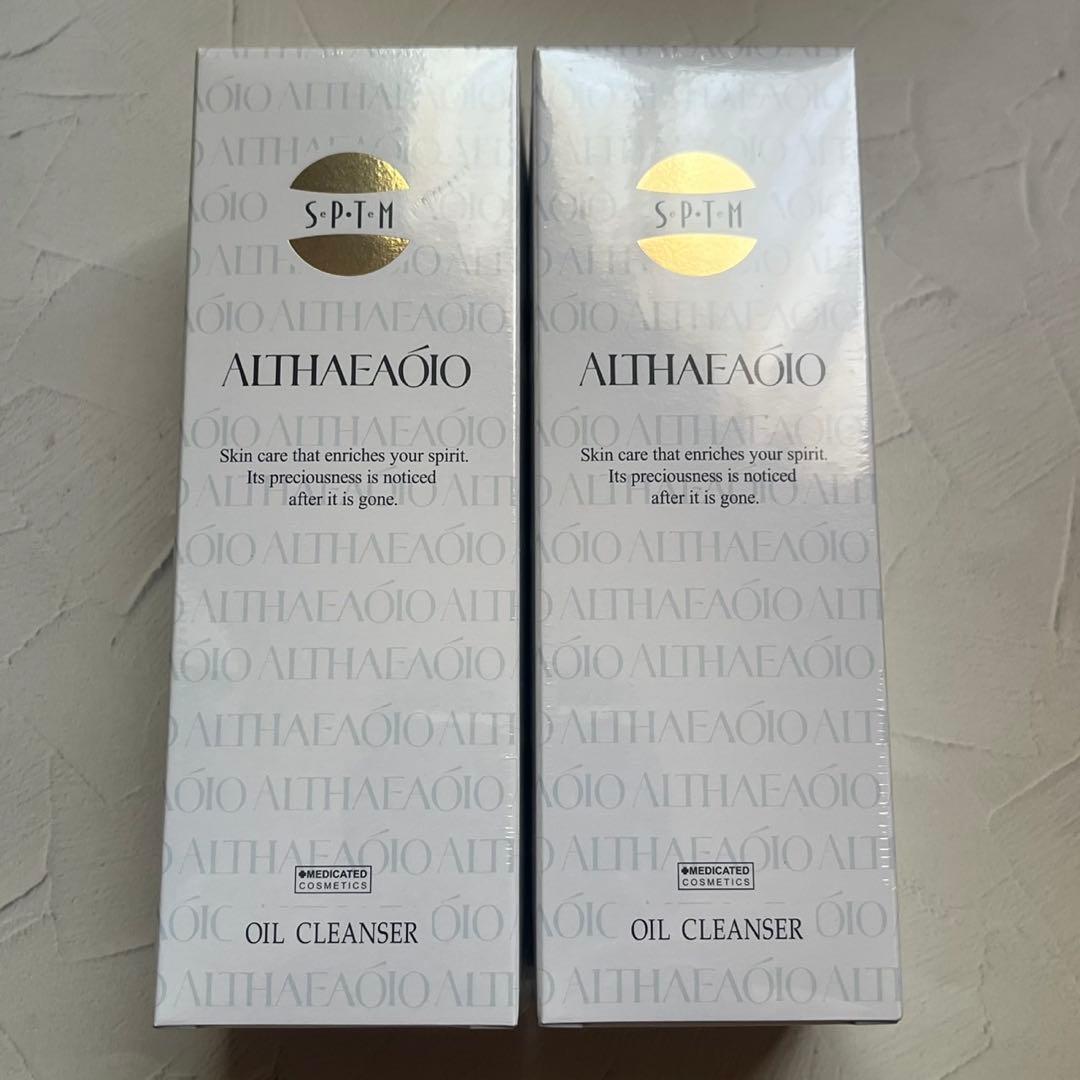 SePTeM
ALTHAEAÓIO
Skin care that enriches your spirit.
Its preciousness is noticed
after it is gone.
✚MEDICATED
COSMETICS
OIL CLEANSER
SePTeM
ALTHAEAÓIO
Skin care that enriches your spirit.
Its preciousness is noticed
after it is gone.
✚MEDICATED
COSMETICS
OIL CLEANSER